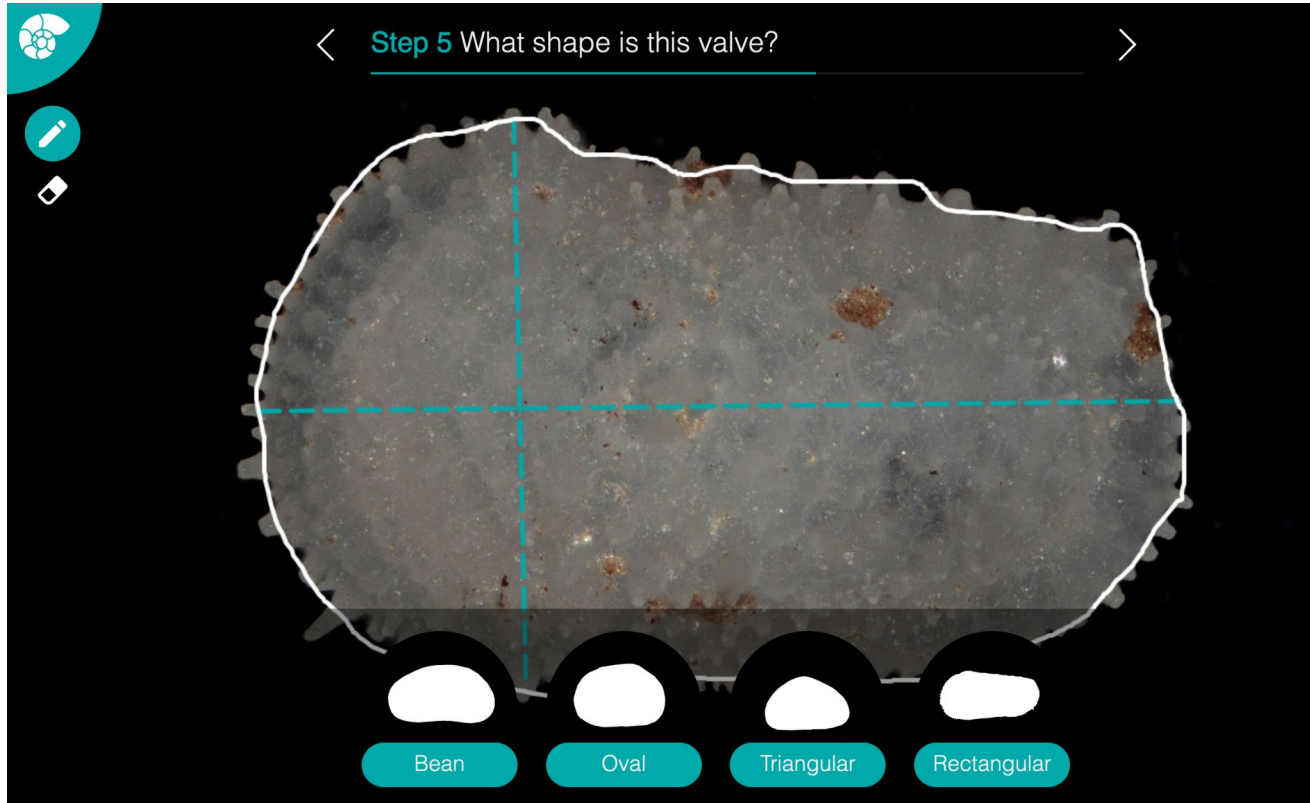 Step 5 What shape is this valve?
Bean
Oval
Triangular
Rectangular